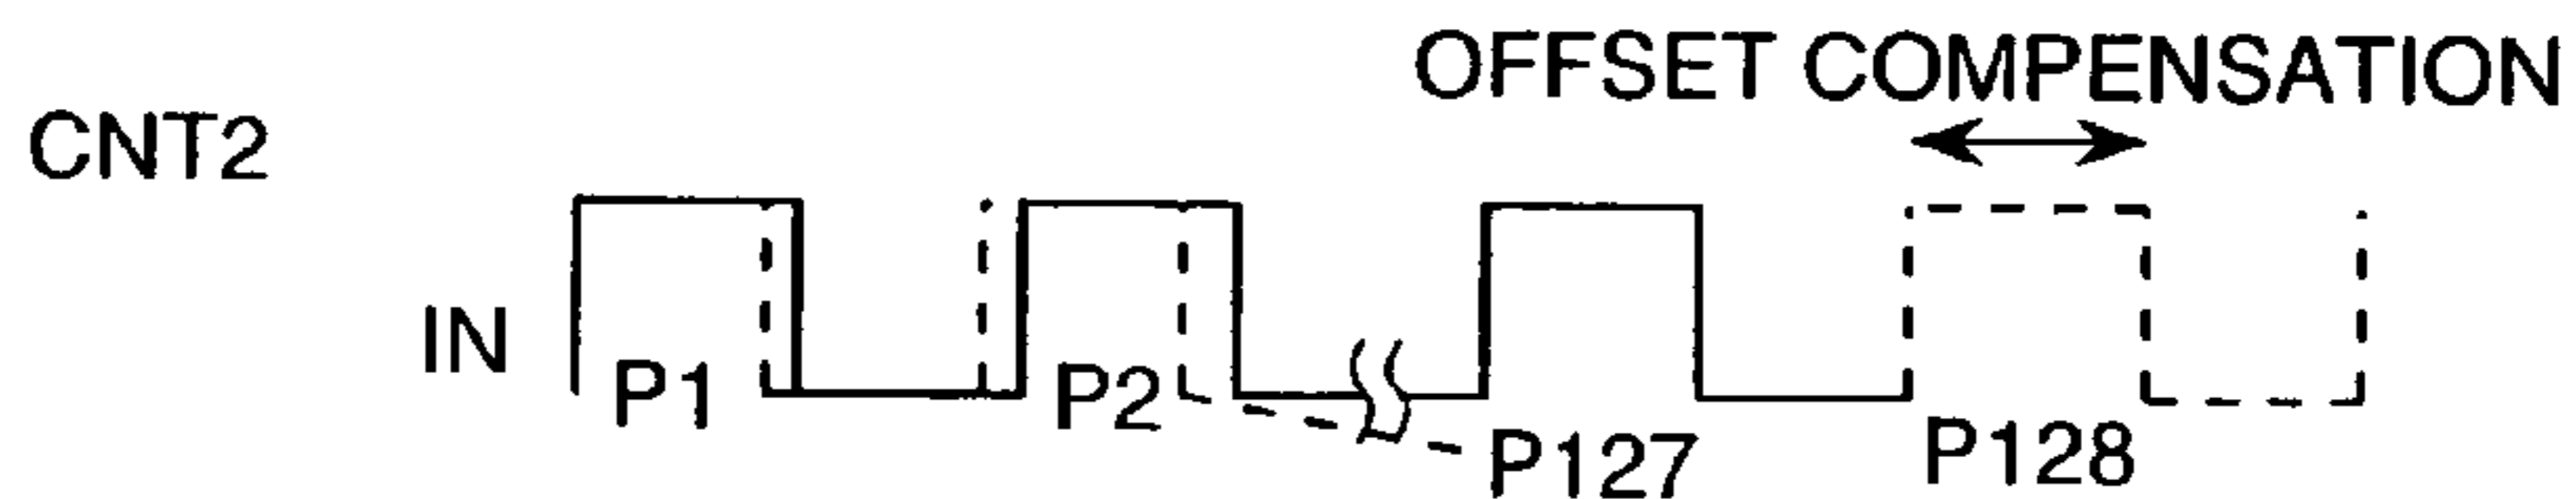 OFFSET COMPENSATION
CNT2
IN
P1
P2
P127
P128